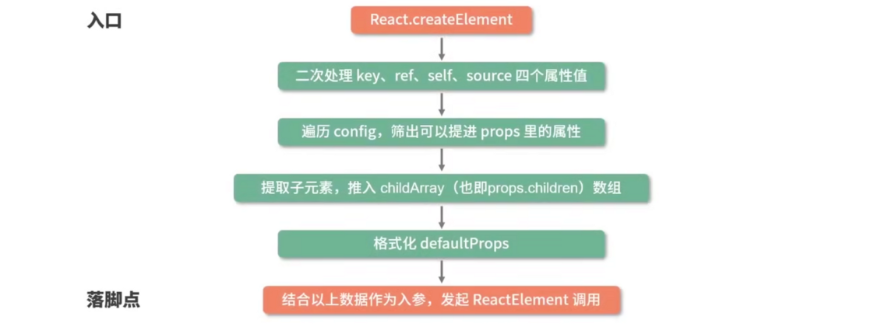 入口
React.createElement
二次处理 key、ref、self、source 四个属性值
遍历 config，筛出可以提进 props 里的属性
提取子元素，推入 childArray（也即props.children）数组
格式化 defaultProps
落脚点
结合以上数据作为入参，发起 ReactElement 调用